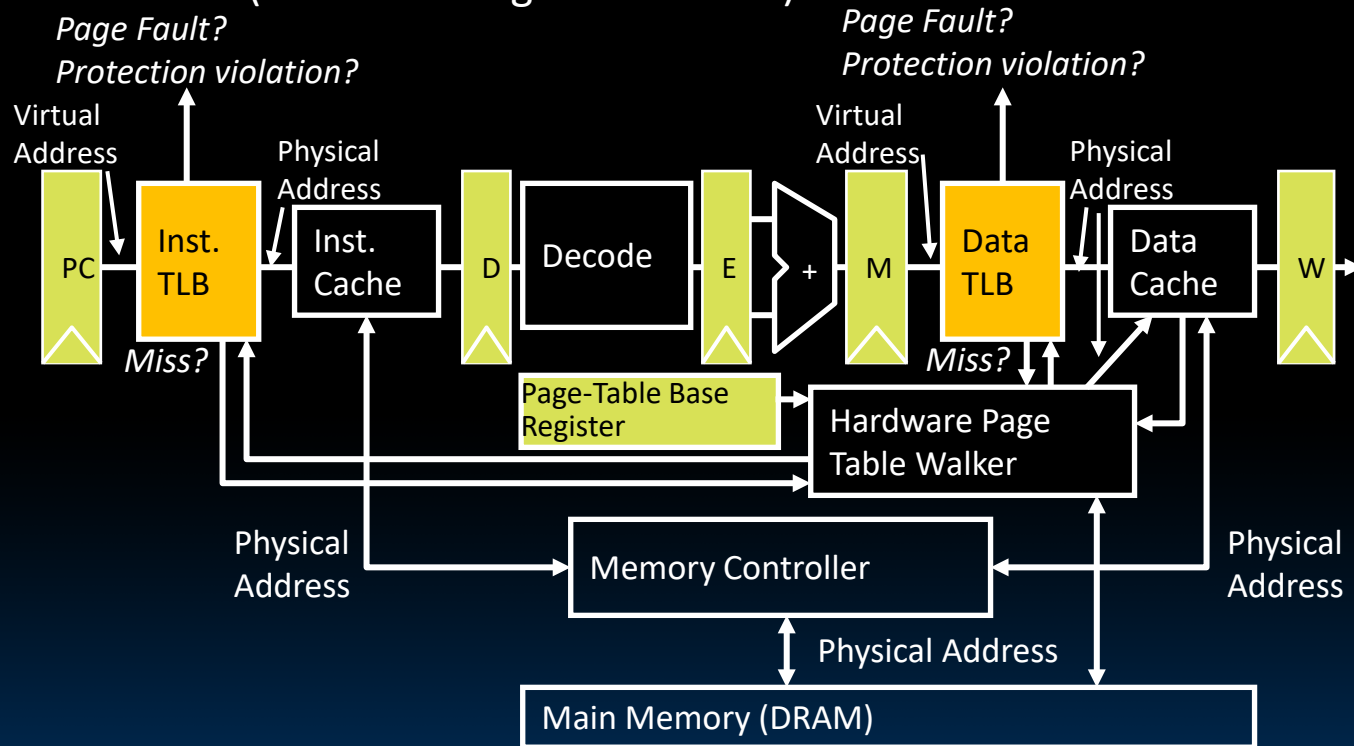 Page Fault?
Protection violation?
Page Fault?
Protection violation?
Virtual
Address
Physical
Address
Virtual
Address
Physical
Address
PC
Inst.
TLB
Inst.
Cache
D
Decode
E
+
M
Data
TLB
Data
Cache
W
Miss?
Miss?
Page-Table Base
Register
Hardware Page
Table Walker
Physical
Address
Memory Controller
Physical
Address
Physical Address
Main Memory (DRAM)